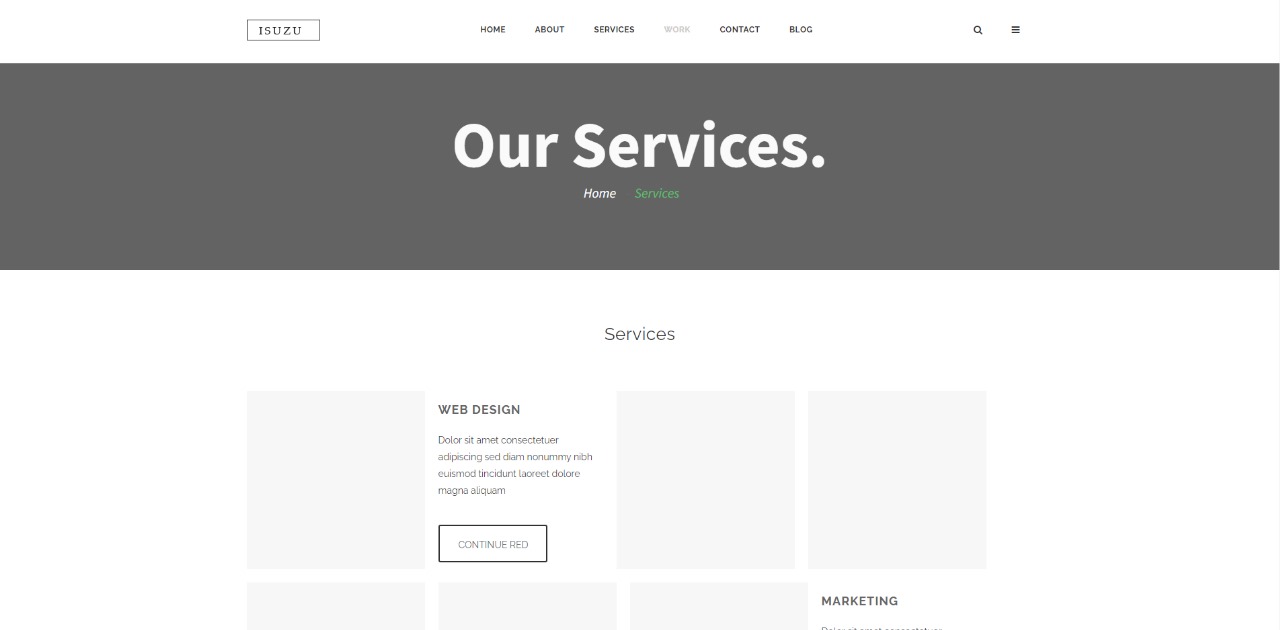 ISUZU
HOME ABOUT SERVICES WORK CONTACT BLOG
Our Services.
Home Services
Services
WEB DESIGN
Dolor sit amet consectetuer
adipiscing sed diam nonummy nibh
euismod tincidunt laoreet dolore
magna aliquam
CONTINUE RED
MARKETING